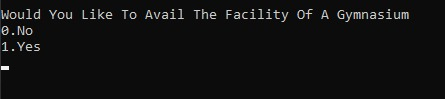 Would You Like To Avail The Facility Of A Gymnasium
0.No
1.Yes